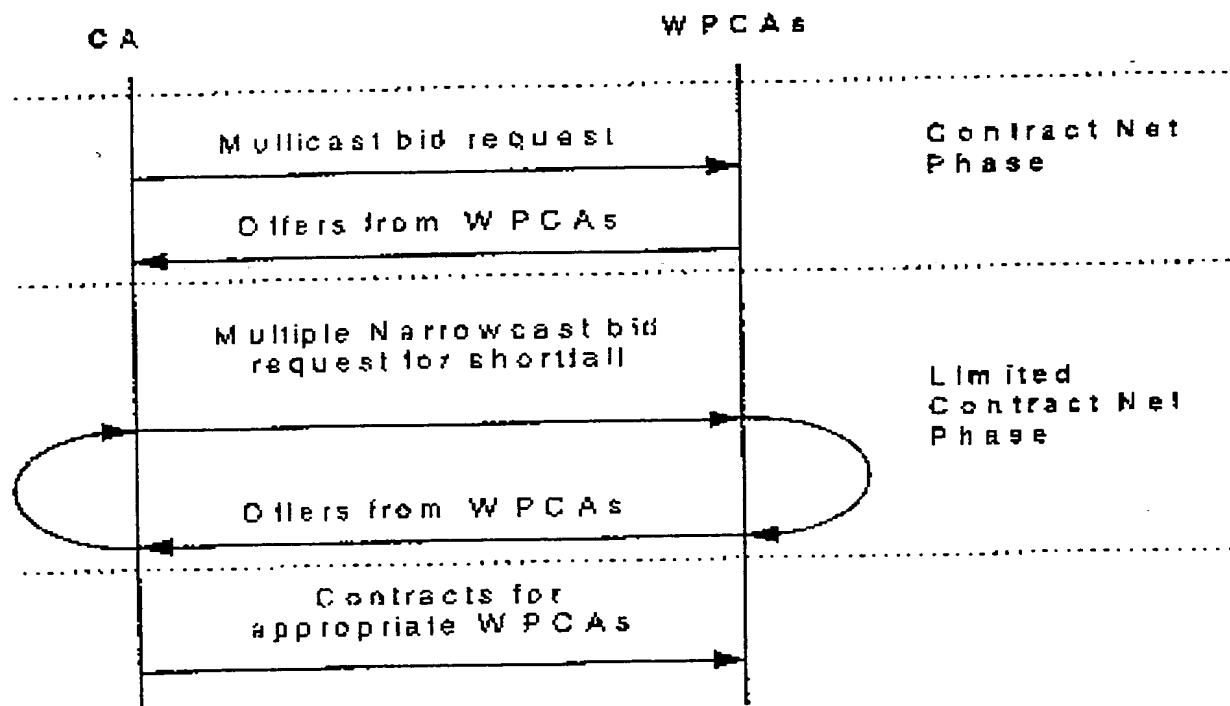 CA
WPCAs
Multicast bid request
Contract Net
Phase
Offers from WPCAs
Multiple Narrowcast bid
request for shortfall
Limited
Contract Net
Phase
Offers from WPCAs
Contracts for
appropriate WPCAs